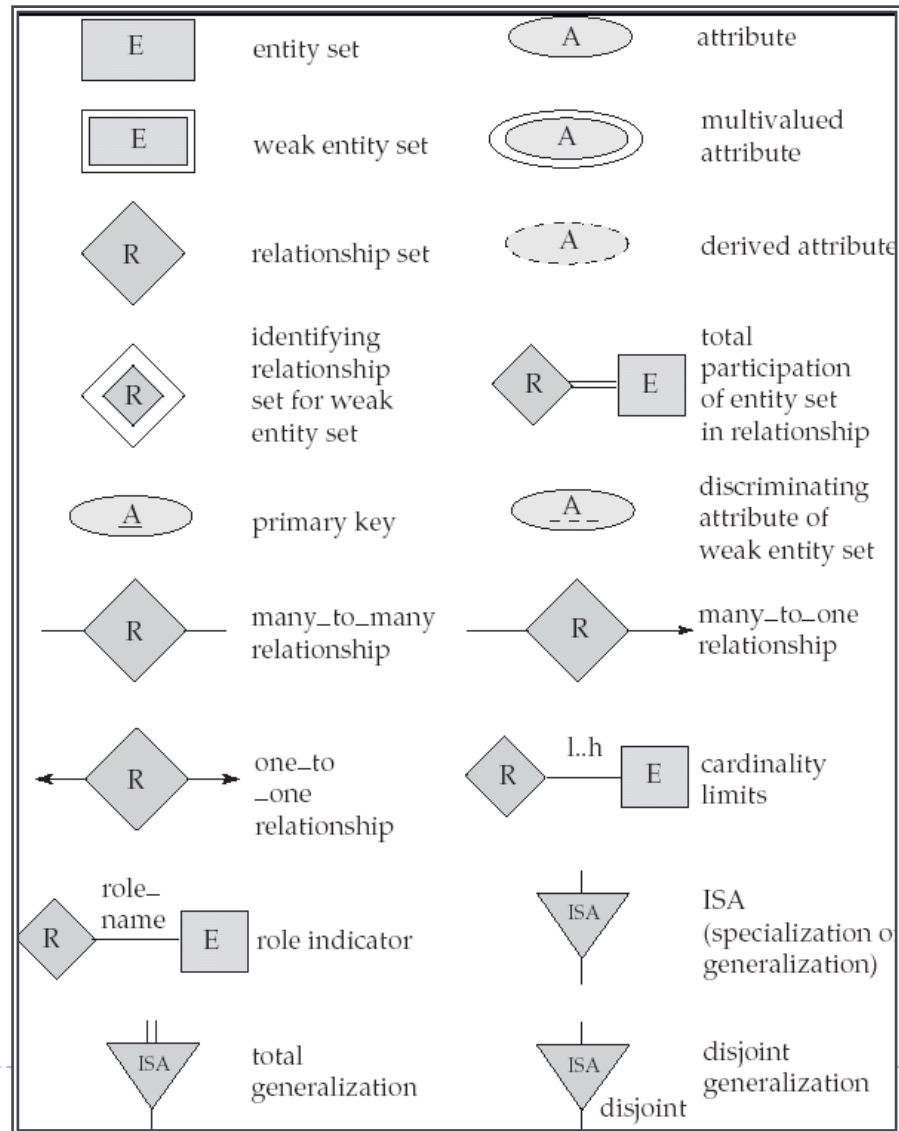 E
entity set
A
attribute
E
weak entity set
A
multivalued
attribute
R
relationship set
A
derived attribute
R
identifying
relationship
set for weak
entity set
R
E
total
participation
of entity set
in relationship
A
primary key
A
discriminating
attribute of
weak entity set
R
many_to_many
relationship
R
many_to_one
relationship
R
one_to
_one
relationship
R
l..h
E
cardinality
limits
R
role_
name
E
role indicator
ISA
ISA
(specialization o
generalization)
ISA
total
generalization
ISA
disjoint
disjoint
generalization